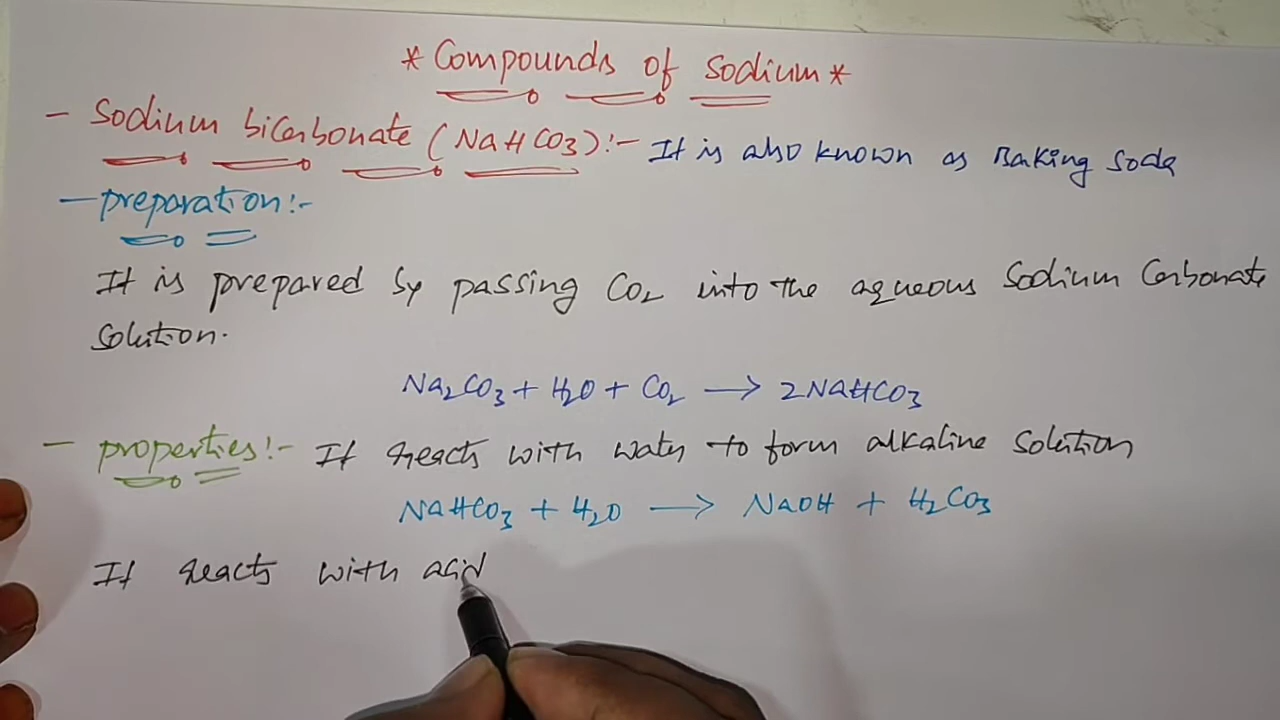 * Compounds of Sodium *
- Sodium bicarbonate (NaHCO3):- It is also known as Baking Soda
- preparation:-
It is prepared by passing CO2 into the aqueous Sodium Carbonate
Solution.
Na2CO3 + H2O + CO2 → 2NaHCO3
- properties:- It reacts with water to form alkaline solution
NaHCO3 + H2O → NaOH + H2CO3
It reacts with acid